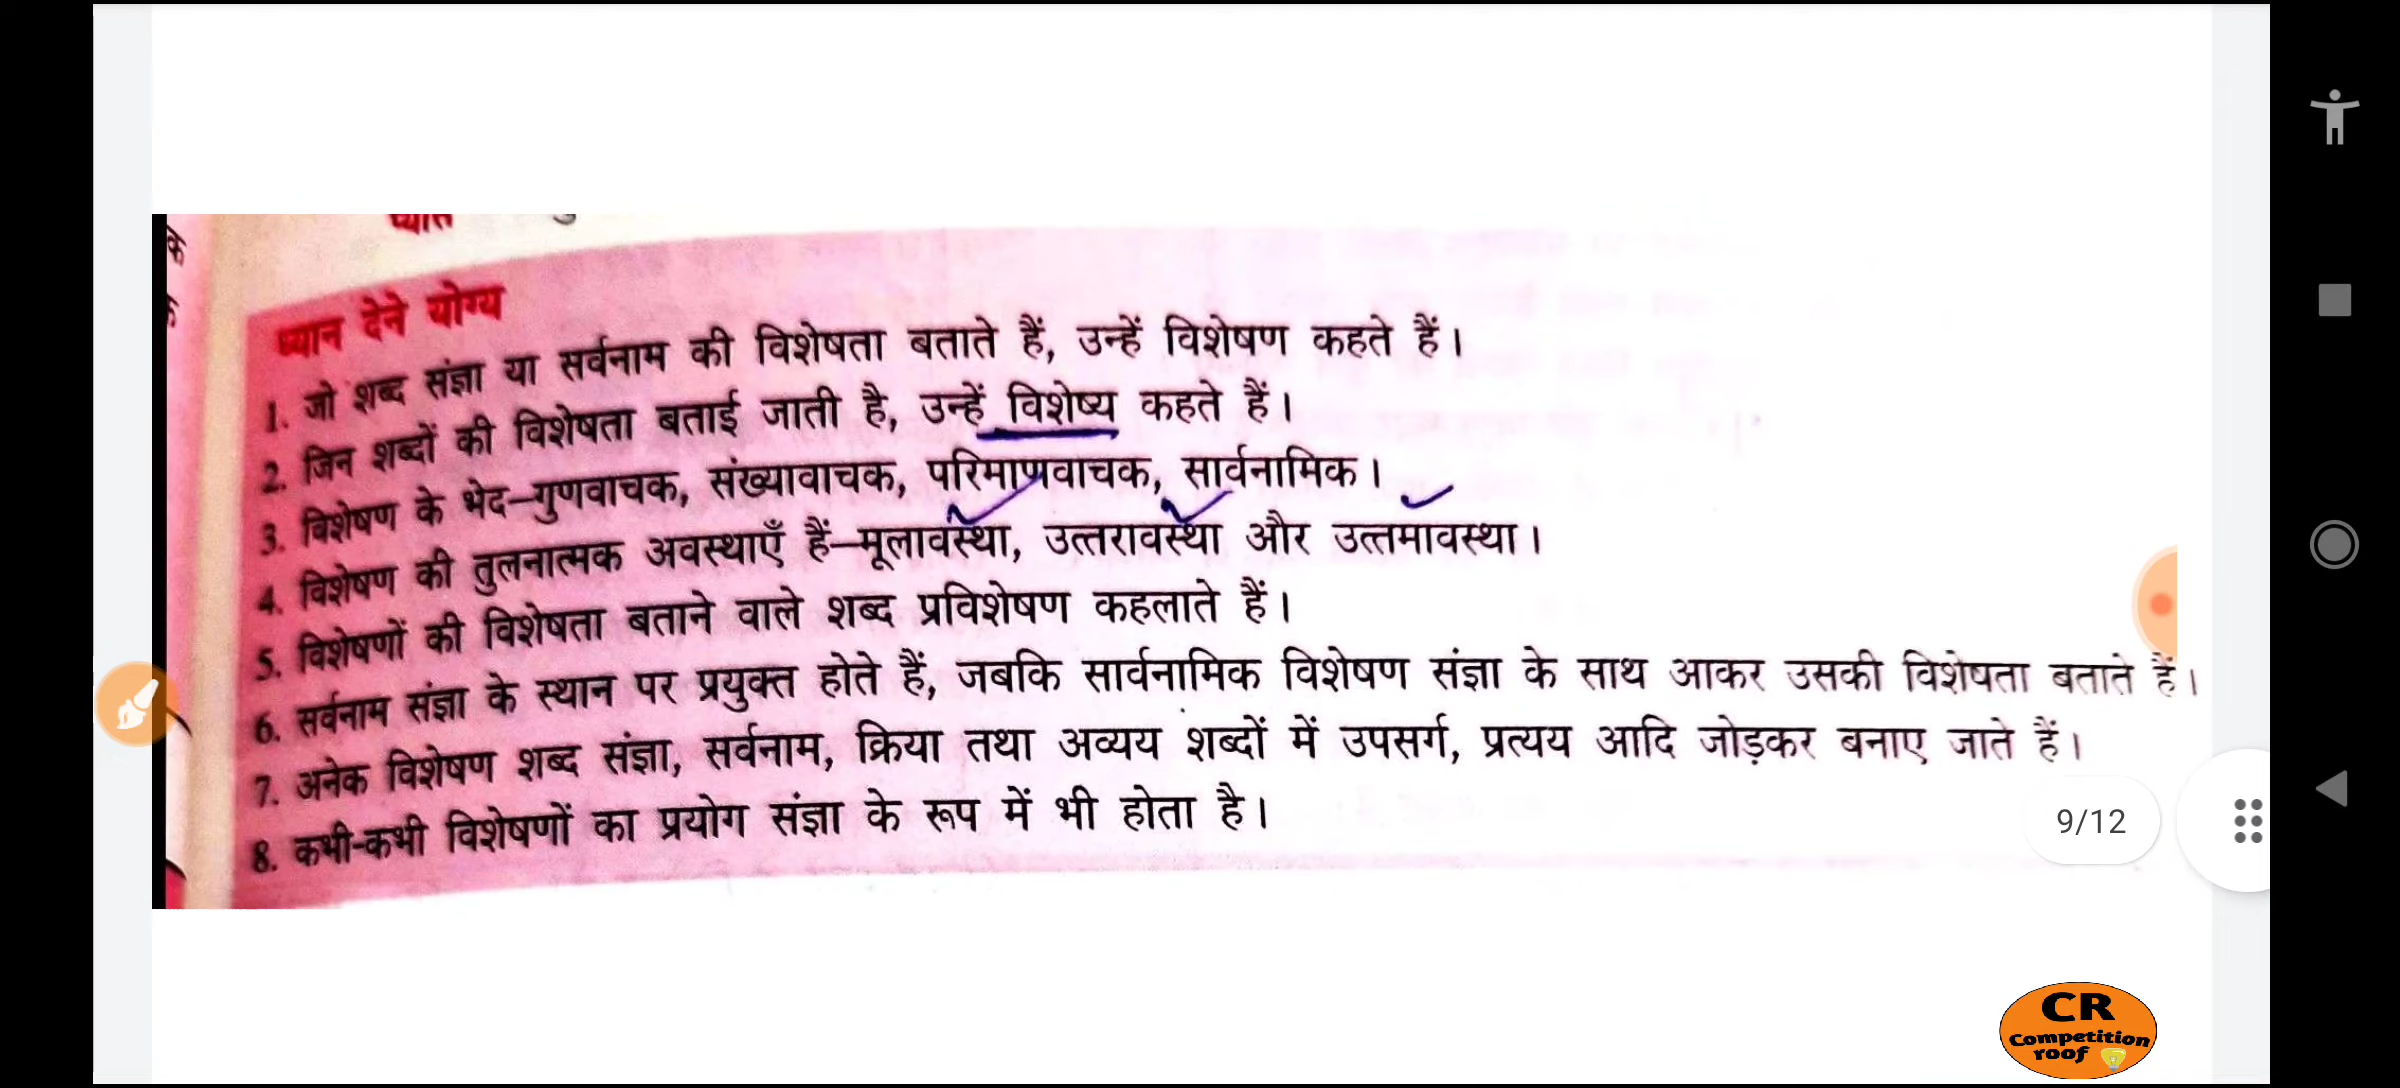 ध्यान देने योग्य
1. जो शब्द संज्ञा या सर्वनाम की विशेषता बताते हैं, उन्हें विशेषण कहते हैं।
2. जिन शब्दों की विशेषता बताई जाती है, उन्हें विशेष्य कहते हैं।
3. विशेषण के भेद–गुणवाचक, संख्यावाचक, परिमाणवाचक, सार्वनामिक।
4. विशेषण की तुलनात्मक अवस्थाएँ हैं–मूलावस्था, उत्तरावस्था और उत्तमावस्था।
5. विशेषणों की विशेषता बताने वाले शब्द प्रविशेषण कहलाते हैं।
6. सर्वनाम संज्ञा के स्थान पर प्रयुक्त होते हैं, जबकि सार्वनामिक विशेषण संज्ञा के साथ आकर उसकी विशेषता बताते हैं।
7. अनेक विशेषण शब्द संज्ञा, सर्वनाम, क्रिया तथा अव्यय शब्दों में उपसर्ग, प्रत्यय आदि जोड़कर बनाए जाते हैं।
8. कभी-कभी विशेषणों का प्रयोग संज्ञा के रूप में भी होता है।
9/12
CR
Competition
roof